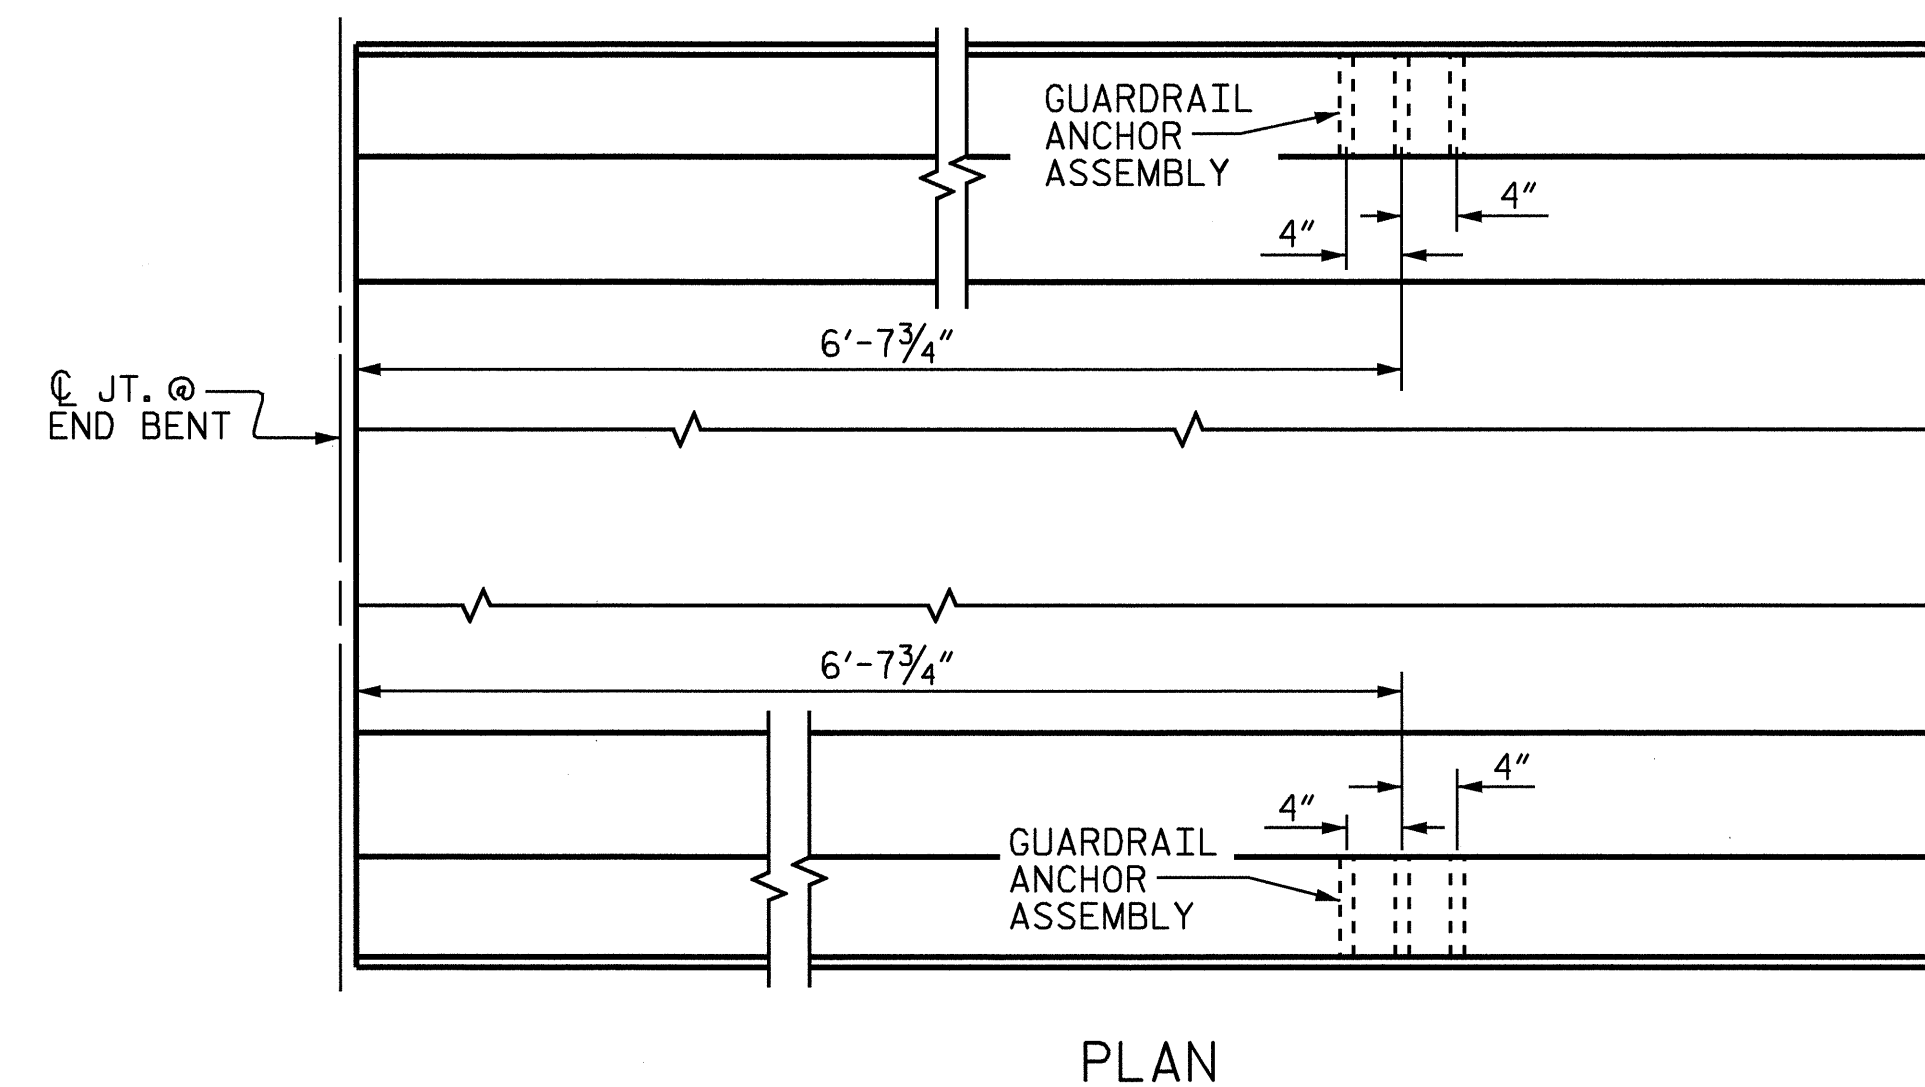 GUARDRAIL
ANCHOR
ASSEMBLY
4"
4"
6'-7¾"
℄ JT. @
END BENT
6'-7¾"
4"
4"
GUARDRAIL
ANCHOR
ASSEMBLY
PLAN